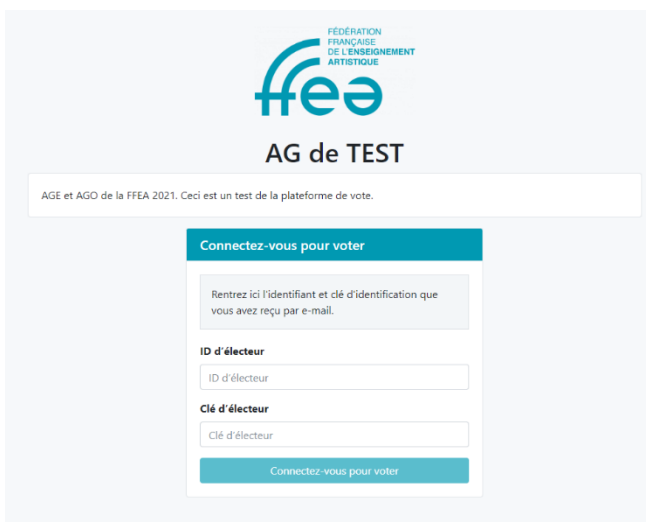 FÉDÉRATION
FRANÇAISE
DE L'ENSEIGNEMENT
ARTISTIQUE
ffea
AG de TEST
AGE et AGO de la FFEA 2021. Ceci est un test de la plateforme de vote.
Connectez-vous pour voter
Rentrez ici l'identifiant et clé d'identification que
vous avez reçu par e-mail.
ID d'électeur
ID d'électeur
Clé d'électeur
Clé d'électeur
Connectez-vous pour voter